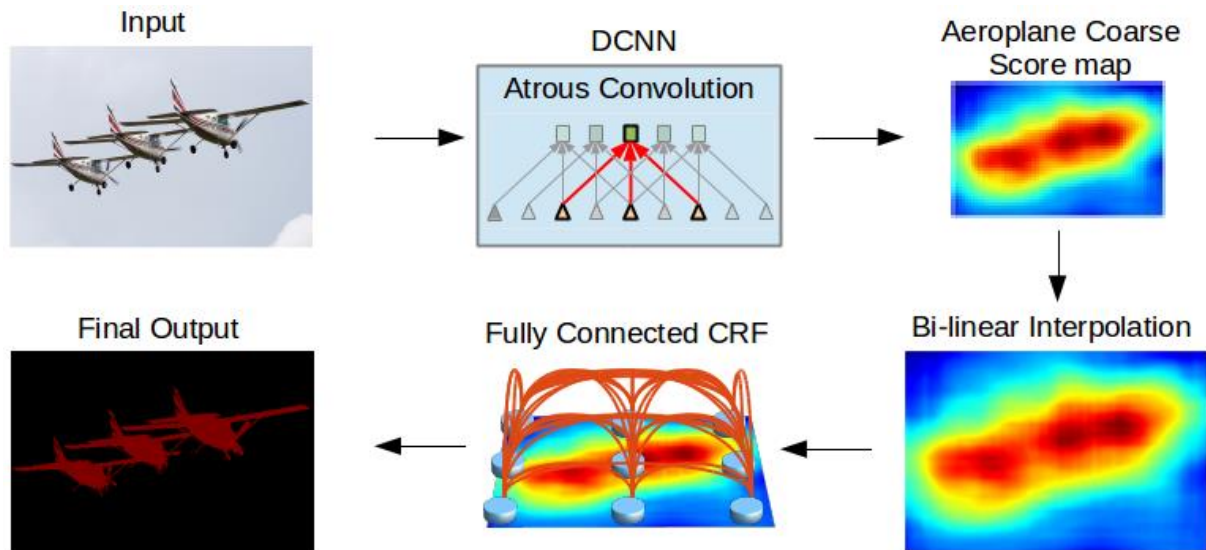 Input
DCNN
Atrous Convolution
Aeroplane Coarse
Score map
Bi-linear Interpolation
Fully Connected CRF
Final Output